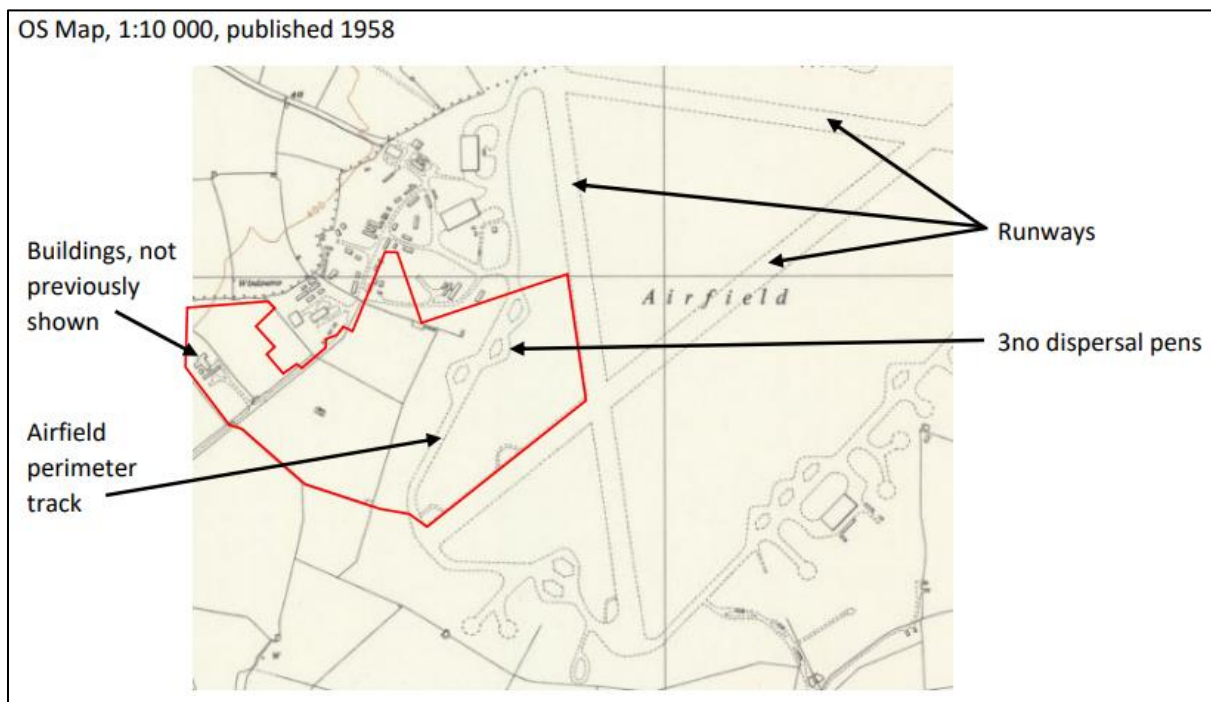 OS Map, 1:10 000, published 1958
Buildings, not
previously
shown
Windrow
Airfield
Runways
3no dispersal pens
Airfield
perimeter
track
W